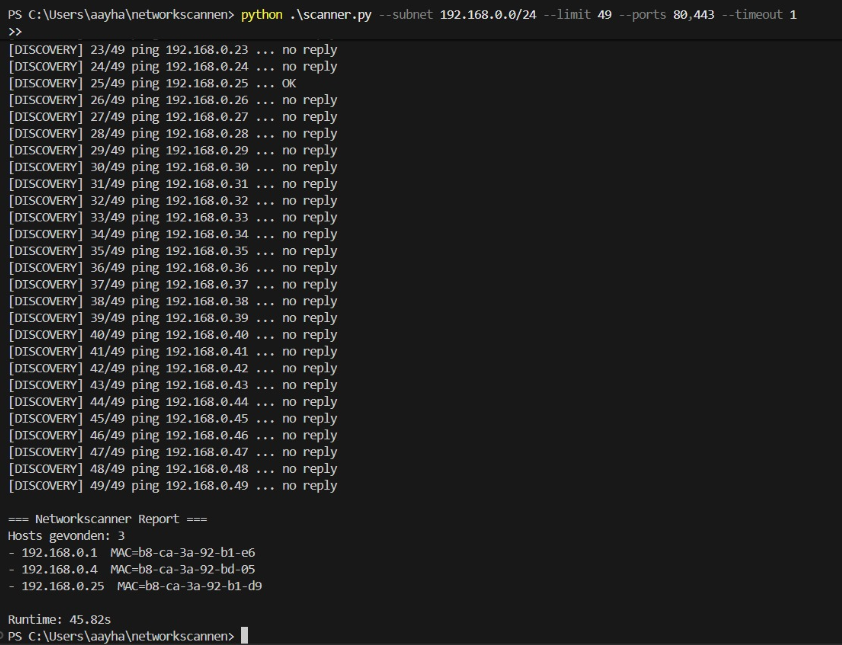 PS C:\Users\aayha\networkscannen> python .\scanner.py --subnet 192.168.0.0/24 --limit 49 --ports 80,443 --timeout 1
>>
[DISCOVERY] 23/49 ping 192.168.0.23 ... no reply
[DISCOVERY] 24/49 ping 192.168.0.24 ... no reply
[DISCOVERY] 25/49 ping 192.168.0.25 ... OK
[DISCOVERY] 26/49 ping 192.168.0.26 ... no reply
[DISCOVERY] 27/49 ping 192.168.0.27 ... no reply
[DISCOVERY] 28/49 ping 192.168.0.28 ... no reply
[DISCOVERY] 29/49 ping 192.168.0.29 ... no reply
[DISCOVERY] 30/49 ping 192.168.0.30 ... no reply
[DISCOVERY] 31/49 ping 192.168.0.31 ... no reply
[DISCOVERY] 32/49 ping 192.168.0.32 ... no reply
[DISCOVERY] 33/49 ping 192.168.0.33 ... no reply
[DISCOVERY] 34/49 ping 192.168.0.34 ... no reply
[DISCOVERY] 35/49 ping 192.168.0.35 ... no reply
[DISCOVERY] 36/49 ping 192.168.0.36 ... no reply
[DISCOVERY] 37/49 ping 192.168.0.37 ... no reply
[DISCOVERY] 38/49 ping 192.168.0.38 ... no reply
[DISCOVERY] 39/49 ping 192.168.0.39 ... no reply
[DISCOVERY] 40/49 ping 192.168.0.40 ... no reply
[DISCOVERY] 41/49 ping 192.168.0.41 ... no reply
[DISCOVERY] 42/49 ping 192.168.0.42 ... no reply
[DISCOVERY] 43/49 ping 192.168.0.43 ... no reply
[DISCOVERY] 44/49 ping 192.168.0.44 ... no reply
[DISCOVERY] 45/49 ping 192.168.0.45 ... no reply
[DISCOVERY] 46/49 ping 192.168.0.46 ... no reply
[DISCOVERY] 47/49 ping 192.168.0.47 ... no reply
[DISCOVERY] 48/49 ping 192.168.0.48 ... no reply
[DISCOVERY] 49/49 ping 192.168.0.49 ... no reply
=== Networkscanner Report ===
Hosts gevonden: 3
- 192.168.0.1  MAC=b8-ca-3a-92-b1-e6
- 192.168.0.4  MAC=b8-ca-3a-92-bd-05
- 192.168.0.25  MAC=b8-ca-3a-92-b1-d9
Runtime: 45.82s
PS C:\Users\aayha\networkscannen>